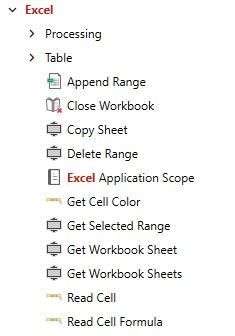 Excel
Processing
Table
Append Range
Close Workbook
Copy Sheet
Delete Range
Excel Application Scope
Get Cell Color
Get Selected Range
Get Workbook Sheet
Get Workbook Sheets
Read Cell
Read Cell Formula